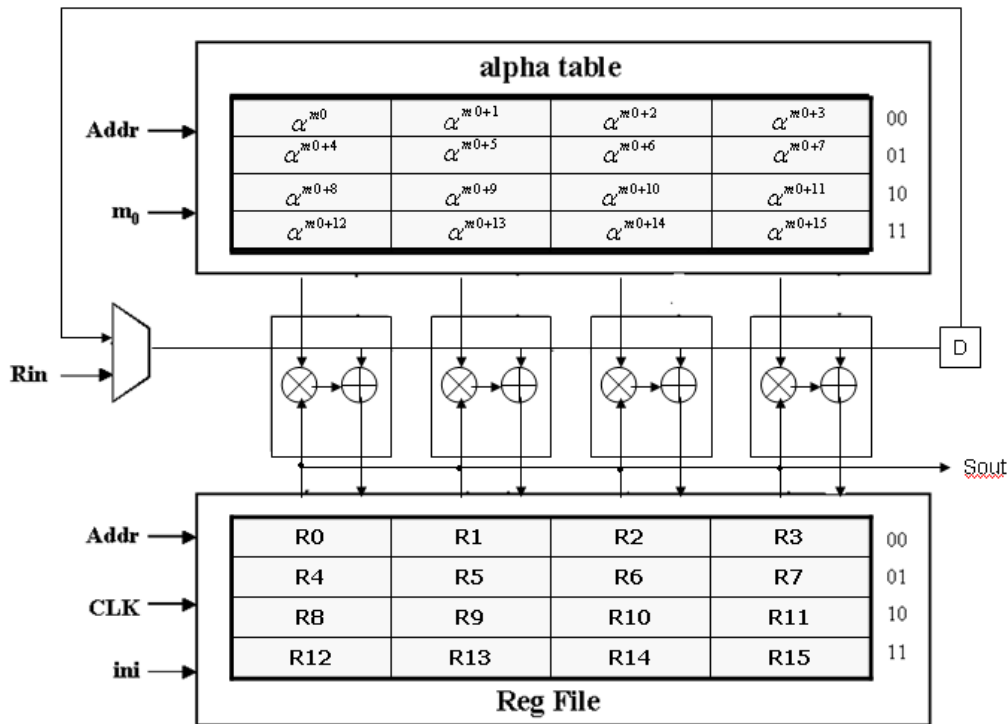 alpha table
Addr
m₀
α^{m0} α^{m0+1} α^{m0+2} α^{m0+3} 00
α^{m0+4} α^{m0+5} α^{m0+6} α^{m0+7} 01
α^{m0+8} α^{m0+9} α^{m0+10} α^{m0+11} 10
α^{m0+12} α^{m0+13} α^{m0+14} α^{m0+15} 11
Rin
D
Sout
Addr
CLK
ini
R0 R1 R2 R3 00
R4 R5 R6 R7 01
R8 R9 R10 R11 10
R12 R13 R14 R15 11
Reg File